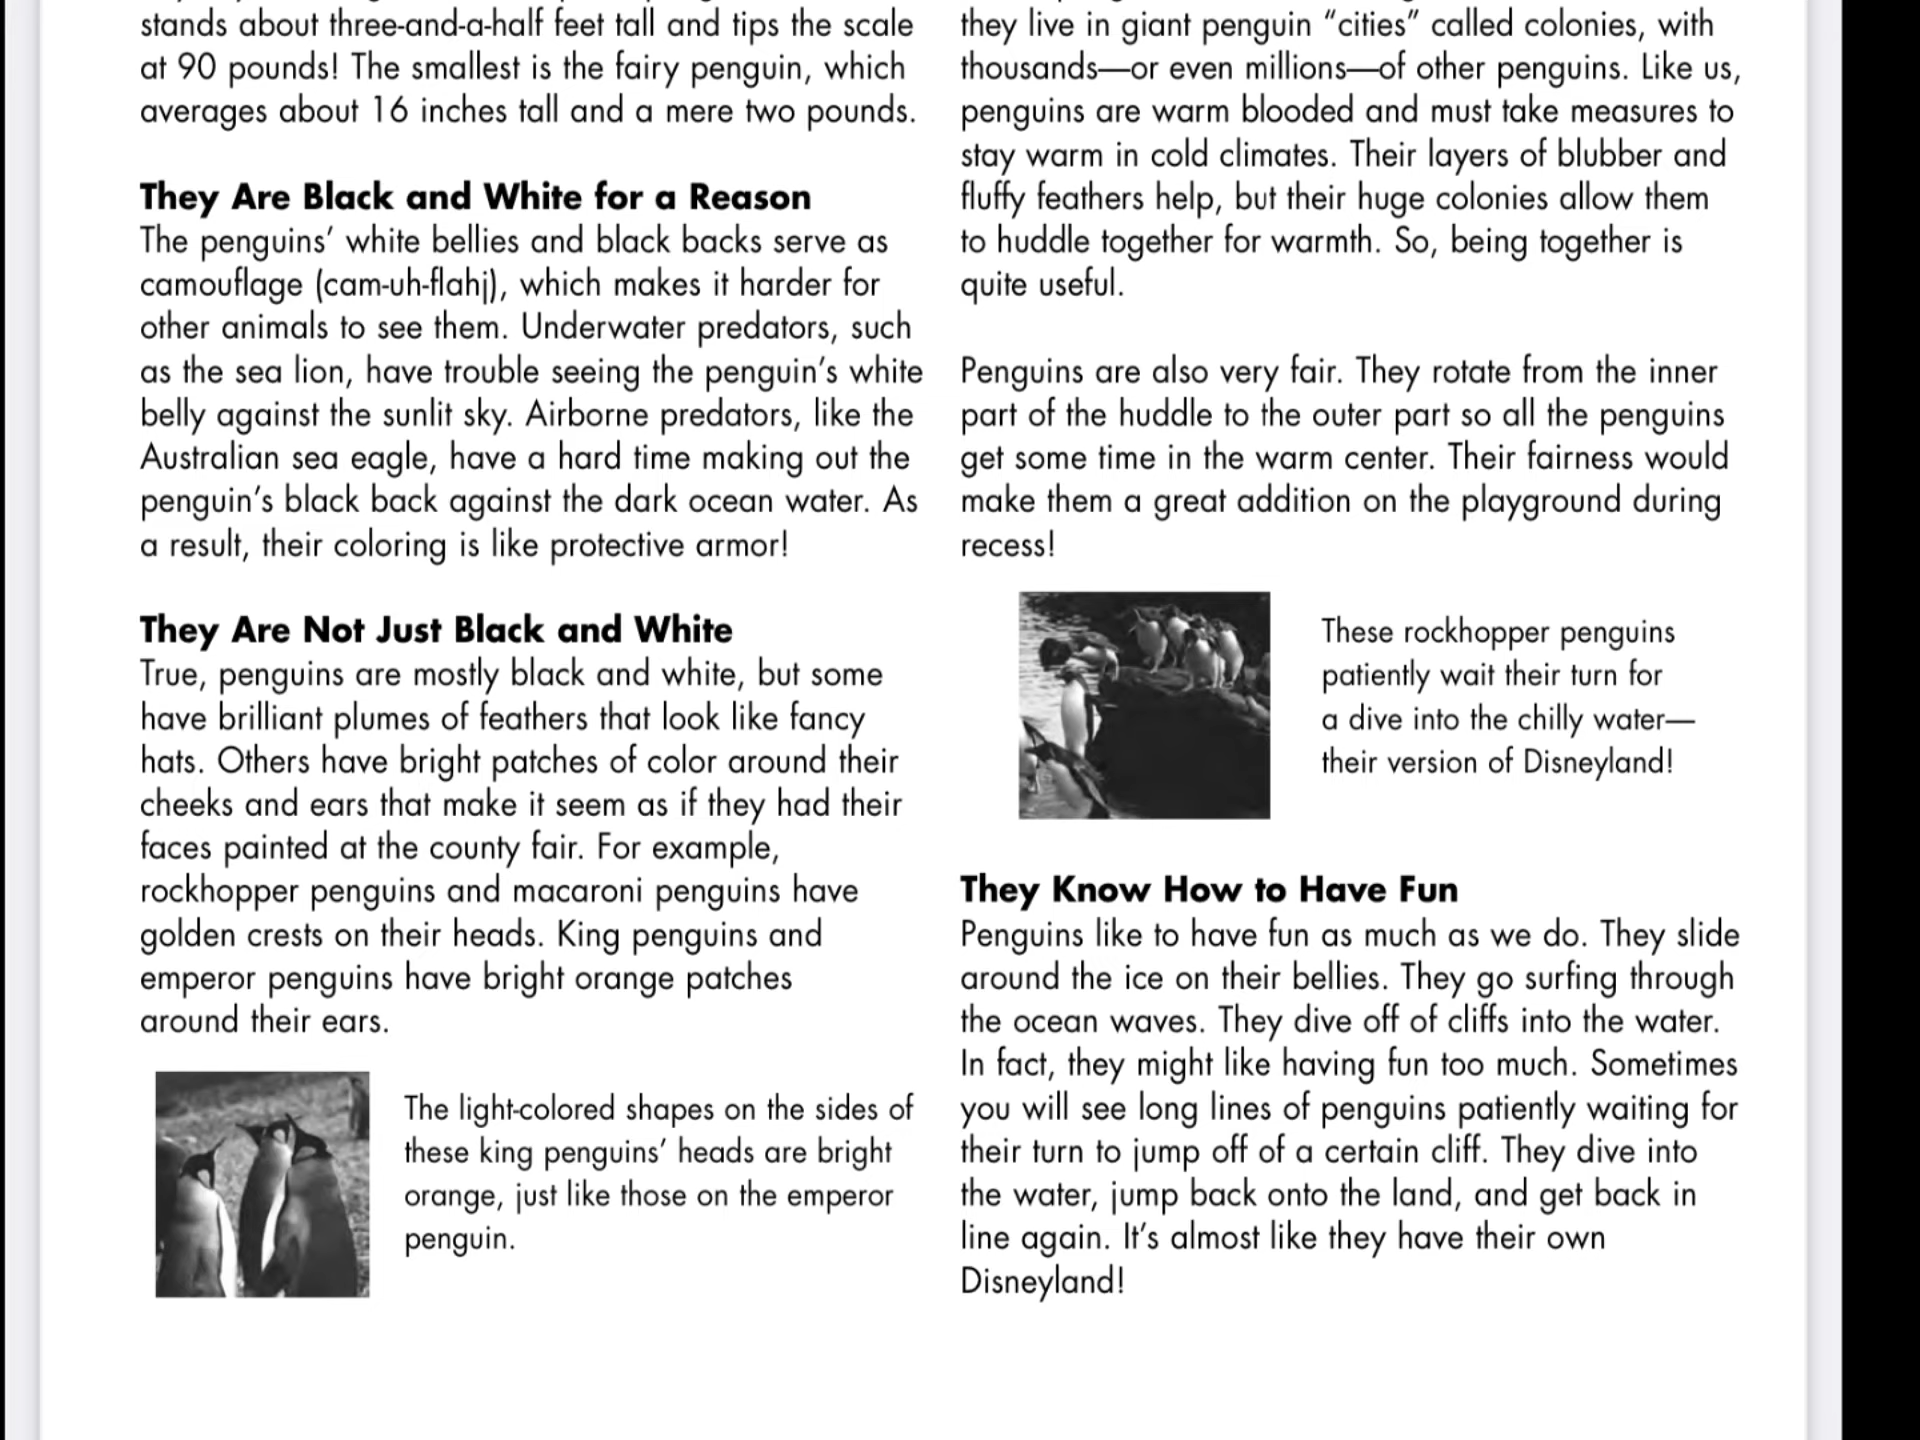 stands about three-and-a-half feet tall and tips the scale
at 90 pounds! The smallest is the fairy penguin, which
averages about 16 inches tall and a mere two pounds.
They Are Black and White for a Reason
The penguins’ white bellies and black backs serve as
camouflage (cam-uh-flahj), which makes it harder for
other animals to see them. Underwater predators, such
as the sea lion, have trouble seeing the penguin’s white
belly against the sunlit sky. Airborne predators, like the
Australian sea eagle, have a hard time making out the
penguin’s black back against the dark ocean water. As
a result, their coloring is like protective armor!
They Are Not Just Black and White
True, penguins are mostly black and white, but some
have brilliant plumes of feathers that look like fancy
hats. Others have bright patches of color around their
cheeks and ears that make it seem as if they had their
faces painted at the county fair. For example,
rockhopper penguins and macaroni penguins have
golden crests on their heads. King penguins and
emperor penguins have bright orange patches
around their ears.
The light-colored shapes on the sides of
these king penguins’ heads are bright
orange, just like those on the emperor
penguin.
they live in giant penguin “cities” called colonies, with
thousands—or even millions—of other penguins. Like us,
penguins are warm blooded and must take measures to
stay warm in cold climates. Their layers of blubber and
fluffy feathers help, but their huge colonies allow them
to huddle together for warmth. So, being together is
quite useful.
Penguins are also very fair. They rotate from the inner
part of the huddle to the outer part so all the penguins
get some time in the warm center. Their fairness would
make them a great addition on the playground during
recess!
These rockhopper penguins
patiently wait their turn for
a dive into the chilly water—
their version of Disneyland!
They Know How to Have Fun
Penguins like to have fun as much as we do. They slide
around the ice on their bellies. They go surfing through
the ocean waves. They dive off of cliffs into the water.
In fact, they might like having fun too much. Sometimes
you will see long lines of penguins patiently waiting for
their turn to jump off of a certain cliff. They dive into
the water, jump back onto the land, and get back in
line again. It’s almost like they have their own
Disneyland!